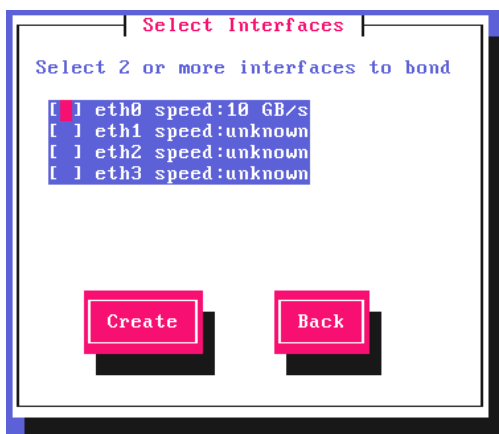 Select Interfaces
Select 2 or more interfaces to bond
[ ] eth0 speed:10 GB/s
[ ] eth1 speed:unknown
[ ] eth2 speed:unknown
[ ] eth3 speed:unknown
Create Back